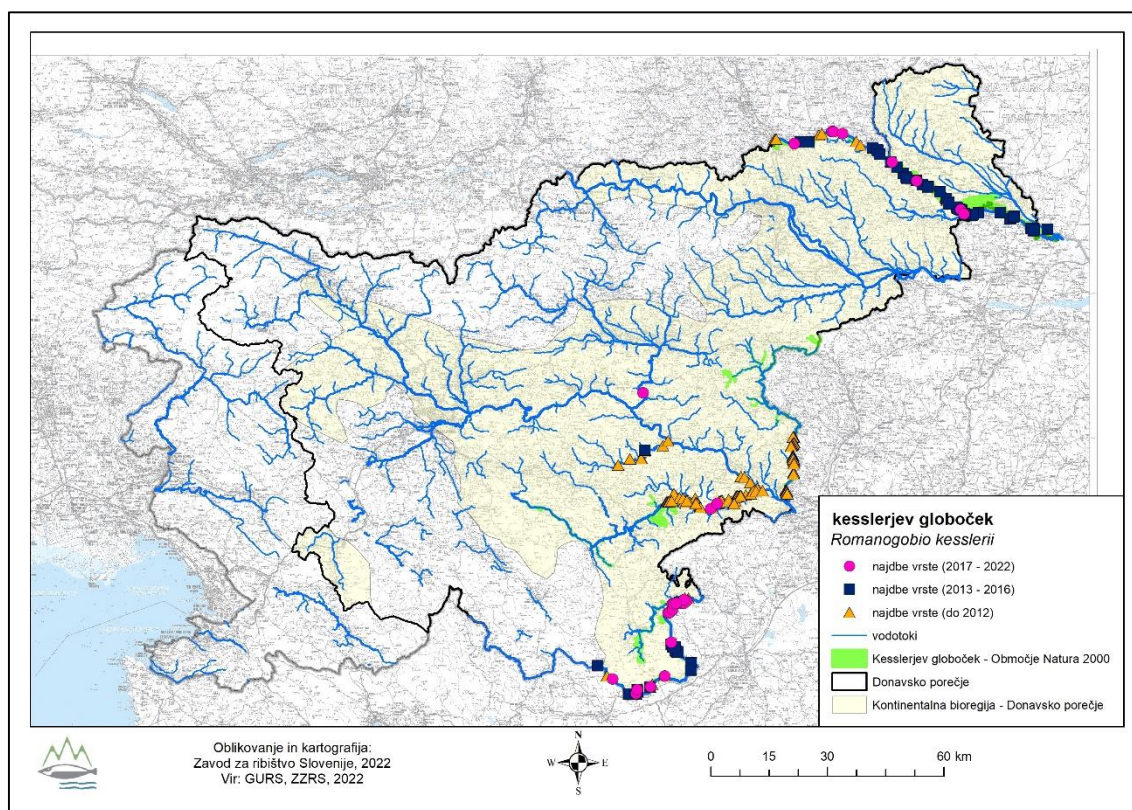 kesslerjev globoček
Romanogobio kesslerii
najdbe vrste (2017 - 2022)
najdbe vrste (2013 - 2016)
najdbe vrste (do 2012)
vodotoki
Kesslerjev globoček - Območje Natura 2000
Donavsko porečje
Kontinentalna bioregija - Donavsko porečje
Oblikovanje in kartografija:
Zavod za ribištvo Slovenije, 2022
Vir: GURS, ZZRS, 2022
N
W E
S
0 15 30 60 km